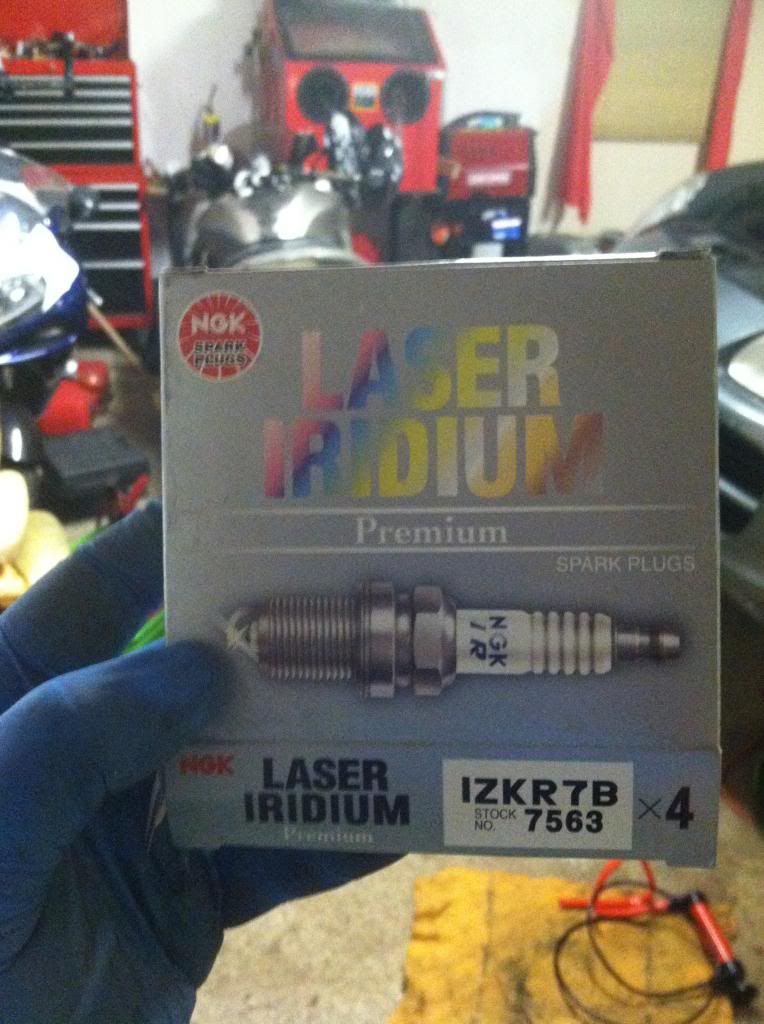 NGK
SPARK
PLUGS
LASER
IRIDIUM
Premium
SPARK PLUGS
NGK
IR
NGK
LASER
IRIDIUM
Premium
IZKR7B
STOCK NO. 7563
×4